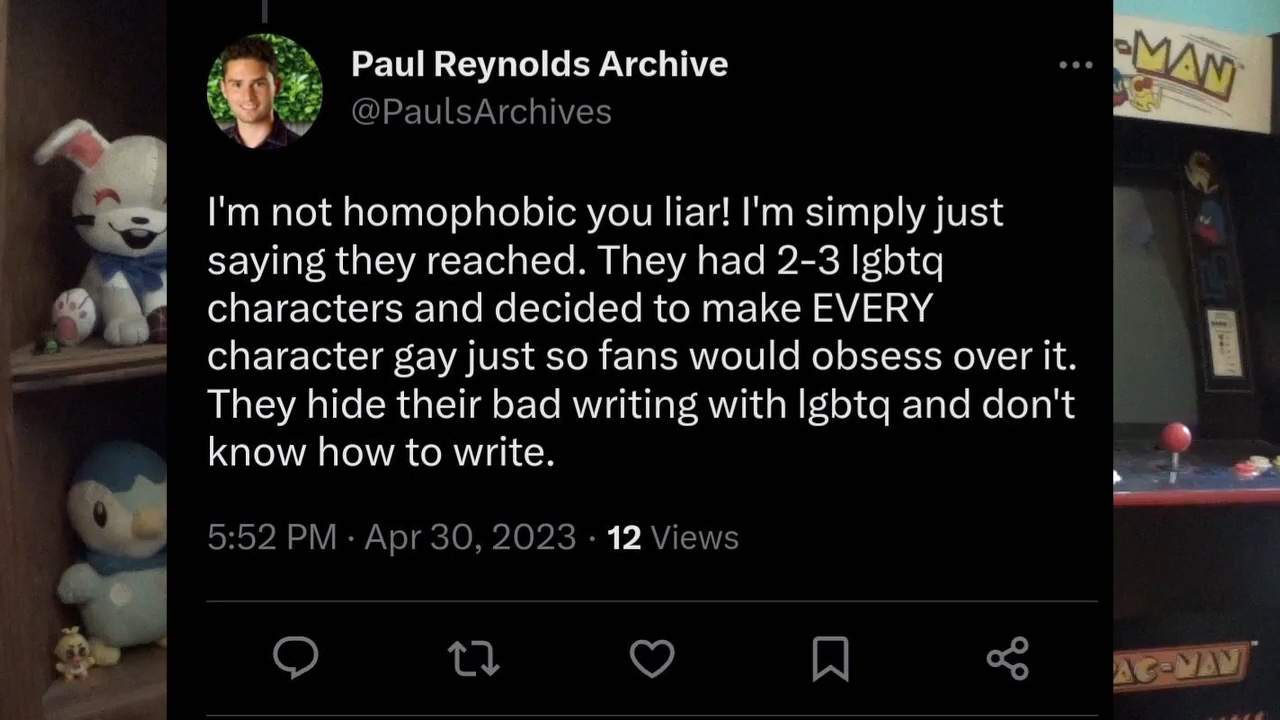 Paul Reynolds Archive
@PaulsArchives
I'm not homophobic you liar! I'm simply just
saying they reached. They had 2-3 lgbtq
characters and decided to make EVERY
character gay just so fans would obsess over it.
They hide their bad writing with lgbtq and don't
know how to write.
5:52 PM · Apr 30, 2023 · 12 Views
-MAN
AC-MAN